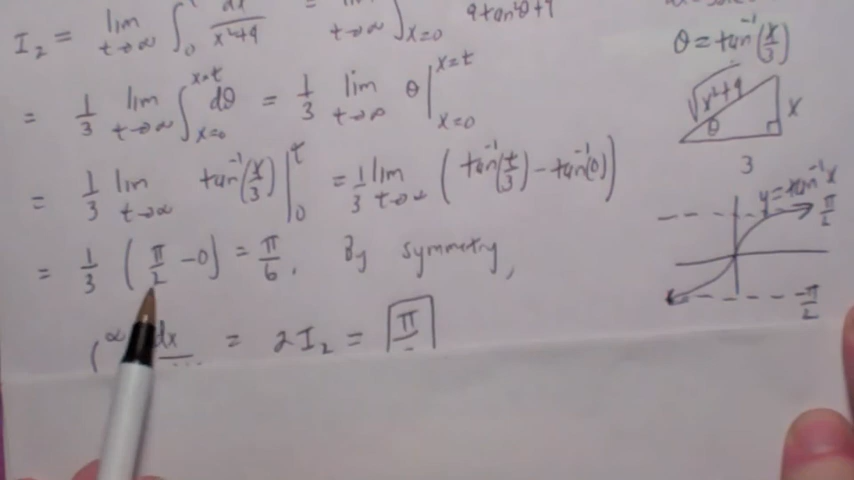 I₂ = lim t→∞ ∫₀ dx/(x²+9) = lim t→∞ ∫ x=0 9tan²θ+9
θ = tan⁻¹(x/3)
= 1/3 lim t→∞ ∫ x=0 x=t dθ = 1/3 lim t→∞ θ | x=0 x=t
√(x²+9) x
θ
3
= 1/3 lim t→∞ tan⁻¹(x/3) |₀ᵗ = 1/3 lim t→∞ (tan⁻¹(t/3) − tan⁻¹(0))
y = tan⁻¹x
π/2
−π/2
= 1/3 (π/2 − 0) = π/6. By symmetry,
∫ ∞ dx = 2I₂ = π